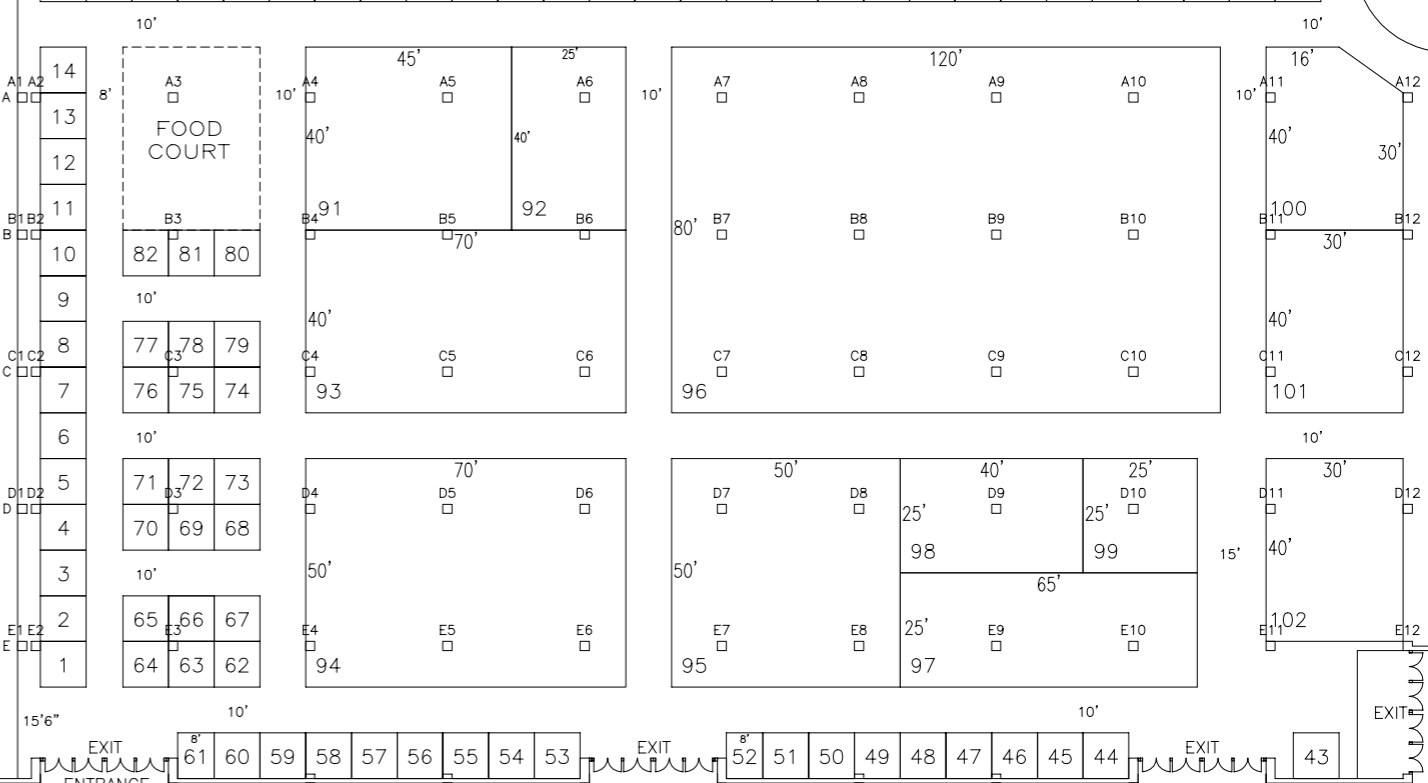 10' 10'
14 45' 25' 120' 16'
A1 A2 A3 A4 A5 A6 A7 A8 A9 A10 A11 A12
A 8' 10' 10' 10'
13 FOOD 40' 40' 40' 30'
12 COURT
11 91 92 100
B1 B2 B3 B4 B5 B6 80' B7 B8 B9 B10 B11 B12
B 70' 30'
10 82 81 80
9 10' 40' 40'
8 77 78 79
C1 C2 C3 C4 C5 C6 C7 C8 C9 C10 C11 C12
C
7 76 75 74 93 96 101
6 10' 10'
70' 50' 40' 25' 30'
5 71 72 73
D1 D2 D3 D4 D5 D6 D7 D8 D9 D10 D11 D12
D 25' 25'
4 70 69 68
98 99 15' 40'
3 10' 50' 50' 65'
2 65 66 67 25' 102
E1 E2 E3 E4 E5 E6 E7 E8 E9 E10 E11 E12
E
1 64 63 62 94 95 97
15'6" 10' 10' EXIT
8' 8'
EXIT 61 60 59 58 57 56 55 54 53 EXIT 52 51 50 49 48 47 46 45 44 EXIT 43
ENTRANCE